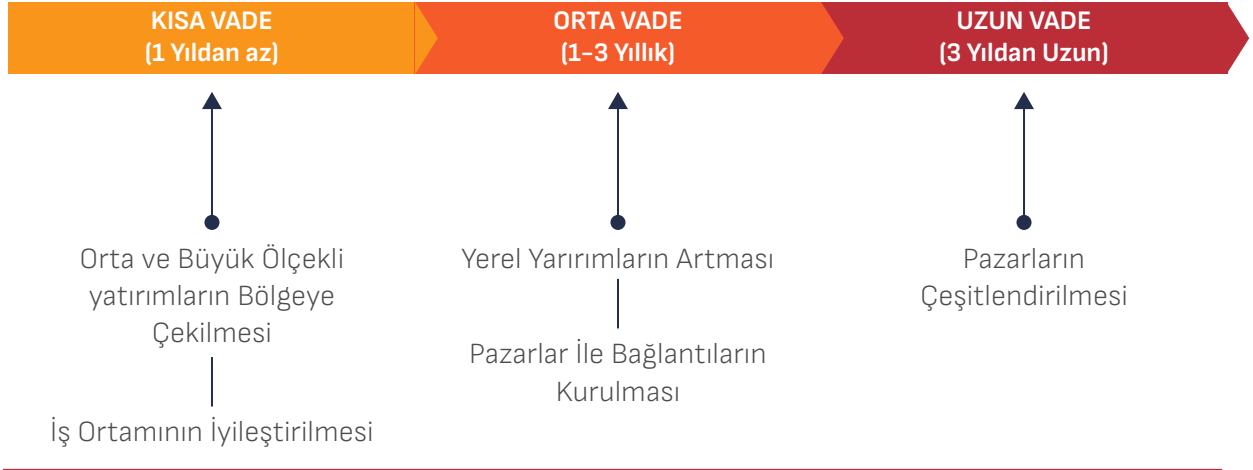 KISA VADE
(1 Yıldan az)
ORTA VADE
(1-3 Yıllık)
UZUN VADE
(3 Yıldan Uzun)
Orta ve Büyük Ölçekli
yatırımların Bölgeye
Çekilmesi
İş Ortamının İyileştirilmesi
Yerel Yarırımların Artması
Pazarlar İle Bağlantıların
Kurulması
Pazarların
Çeşitlendirilmesi